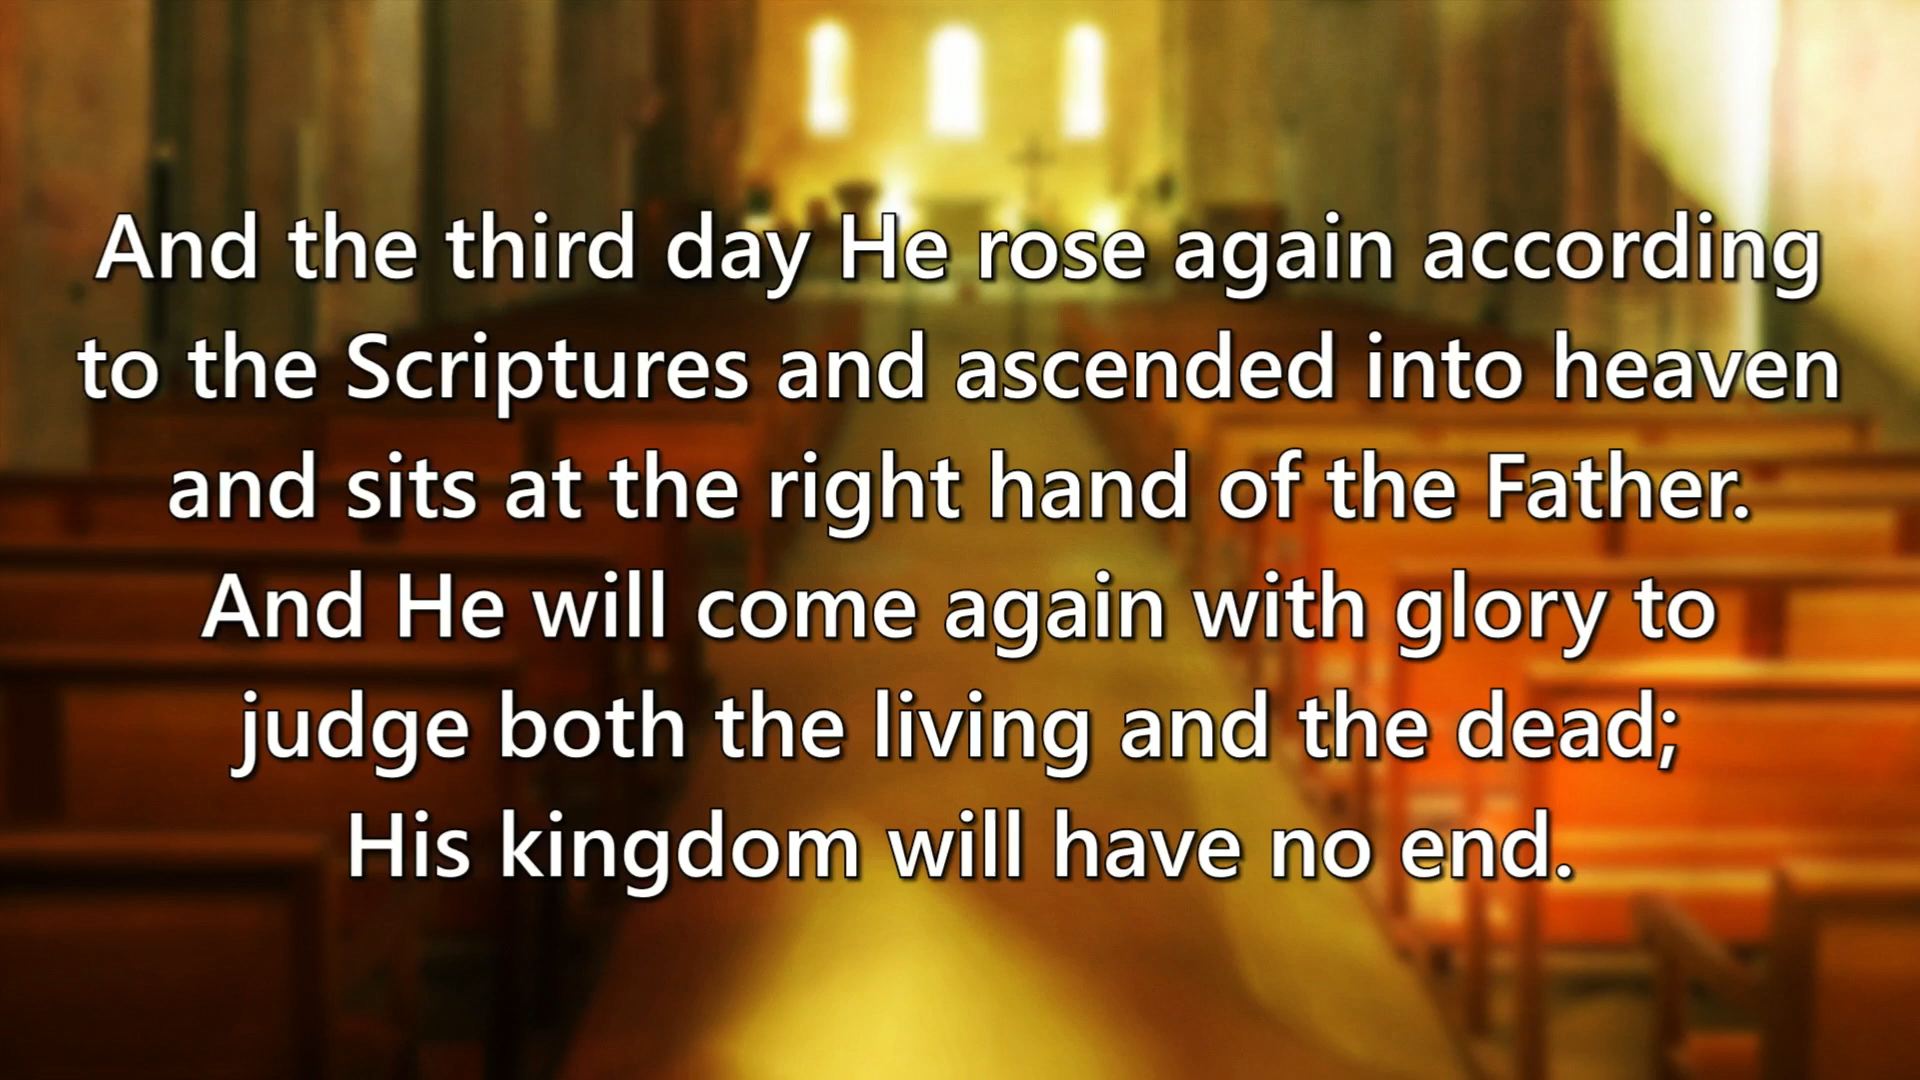 And the third day He rose again according
to the Scriptures and ascended into heaven
and sits at the right hand of the Father.
And He will come again with glory to
judge both the living and the dead;
His kingdom will have no end.